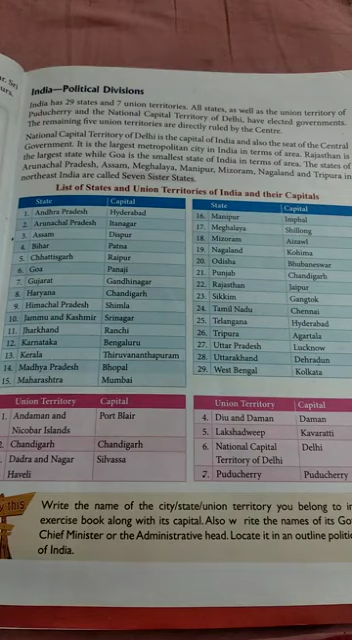 r. Sri
urs.
India—Political Divisions
India has 29 states and 7 union territories. All states, as well as the union territory of
Puducherry and the National Capital Territory of Delhi, have elected governments.
The remaining five union territories are directly ruled by the Centre.
National Capital Territory of Delhi is the capital of India and also the seat of the Central
Government. It is the largest metropolitan city in India in terms of area. Rajasthan is
the largest state while Goa is the smallest state of India in terms of area. The states of
Arunachal Pradesh, Assam, Meghalaya, Manipur, Mizoram, Nagaland and Tripura in
northeast India are called Seven Sister States.
List of States and Union Territories of India and their Capitals
State Capital
1. Andhra Pradesh Hyderabad
2. Arunachal Pradesh Itanagar
3. Assam Dispur
4. Bihar Patna
5. Chhattisgarh Raipur
6. Goa Panaji
7. Gujarat Gandhinagar
8. Haryana Chandigarh
9. Himachal Pradesh Shimla
10. Jammu and Kashmir Srinagar
11. Jharkhand Ranchi
12. Karnataka Bengaluru
13. Kerala Thiruvananthapuram
14. Madhya Pradesh Bhopal
15. Maharashtra Mumbai
State Capital
16. Manipur Imphal
17. Meghalaya Shillong
18. Mizoram Aizawl
19. Nagaland Kohima
20. Odisha Bhubaneswar
21. Punjab Chandigarh
22. Rajasthan Jaipur
23. Sikkim Gangtok
24. Tamil Nadu Chennai
25. Telangana Hyderabad
26. Tripura Agartala
27. Uttar Pradesh Lucknow
28. Uttarakhand Dehradun
29. West Bengal Kolkata
Union Territory Capital
1. Andaman and Port Blair
Nicobar Islands
2. Chandigarh Chandigarh
. Dadra and Nagar Silvassa
Haveli
Union Territory Capital
4. Diu and Daman Daman
5. Lakshadweep Kavaratti
6. National Capital Delhi
Territory of Delhi
7. Puducherry Puducherry
y this
Write the name of the city/state/union territory you belong to in
exercise book along with its capital. Also w rite the names of its Go
Chief Minister or the Administrative head. Locate it in an outline politi
of India.